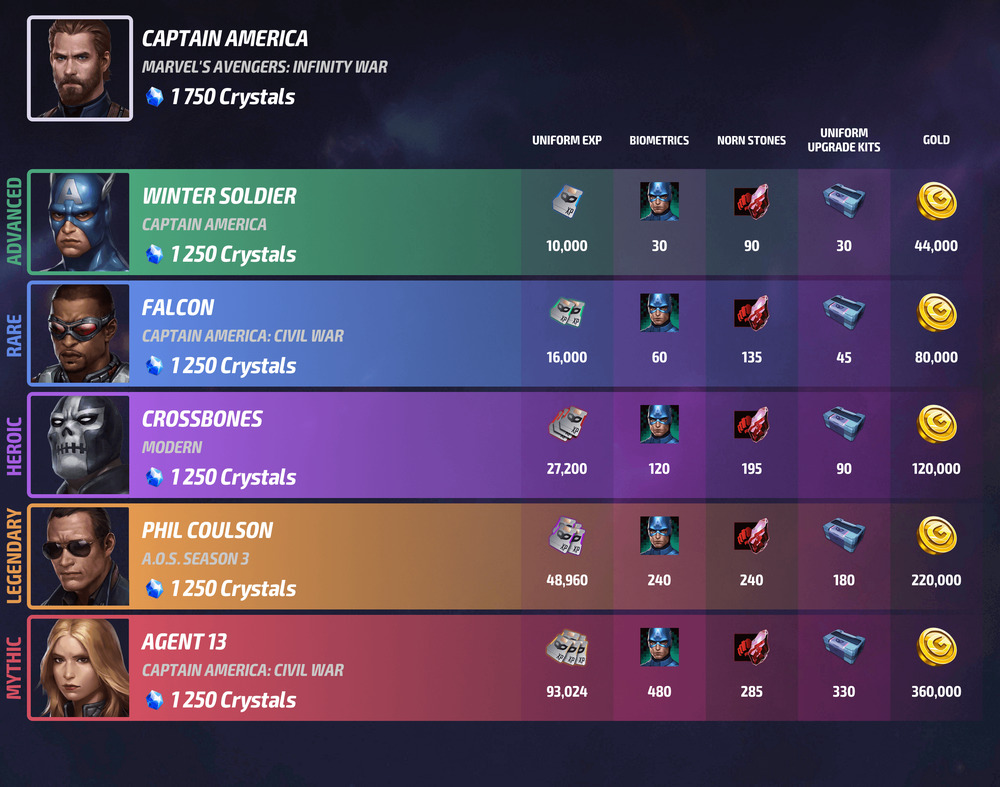 CAPTAIN AMERICA
MARVEL'S AVENGERS: INFINITY WAR
1 750 Crystals
UNIFORM EXP
BIOMETRICS
NORN STONES
UNIFORM
UPGRADE KITS
GOLD
ADVANCED
WINTER SOLDIER
CAPTAIN AMERICA
1 250 Crystals
10,000
30
90
30
44,000
RARE
FALCON
CAPTAIN AMERICA: CIVIL WAR
1 250 Crystals
16,000
60
135
45
80,000
HEROIC
CROSSBONES
MODERN
1 250 Crystals
27,200
120
195
90
120,000
LEGENDARY
PHIL COULSON
A.O.S. SEASON 3
1 250 Crystals
48,960
240
240
180
220,000
MYTHIC
AGENT 13
CAPTAIN AMERICA: CIVIL WAR
1 250 Crystals
93,024
480
285
330
360,000